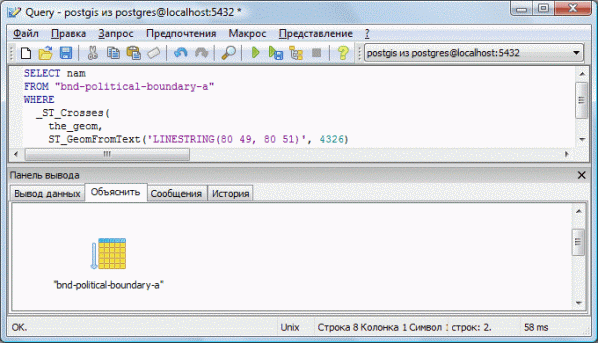 Query - postgis из postgres@localhost:5432 *
Файл Правка Запрос Предпочтения Макрос Представление ?
postgis из postgres@localhost:5432
SELECT nam
FROM "bnd-political-boundary-a"
WHERE
_ST_Crosses(
the_geom,
ST_GeomFromText('LINESTRING(80 49, 80 51)', 4326)
Панель вывода
Вывод данных Объяснить Сообщения История
"bnd-political-boundary-a"
OK. Unix Строка 8 Колонка 1 Символ 1 строк: 2. 58 ms